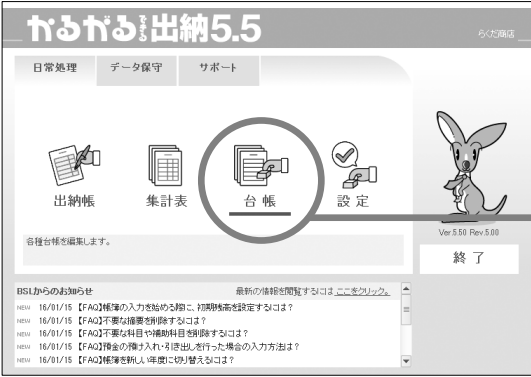 かるがるできる出納5.5
らくだ商店
日常処理 データ保守 サポート
出納帳 集計表 台帳 設定
各種台帳を編集します。
Ver.5.50 Rev.5.00
終了
BSLからのお知らせ 最新の情報を閲覧するには ここをクリック。
NEW 16/01/15 【FAQ】帳簿の入力を始める際に、初期残高を設定するには？
NEW 16/01/15 【FAQ】不要な摘要を削除するには？
NEW 16/01/15 【FAQ】不要な科目や補助科目を削除するには？
NEW 16/01/15 【FAQ】預金の預け入れ・引き出しを行った場合の入力方法は？
NEW 16/01/15 【FAQ】帳簿を新しい年度に切り替えるには？